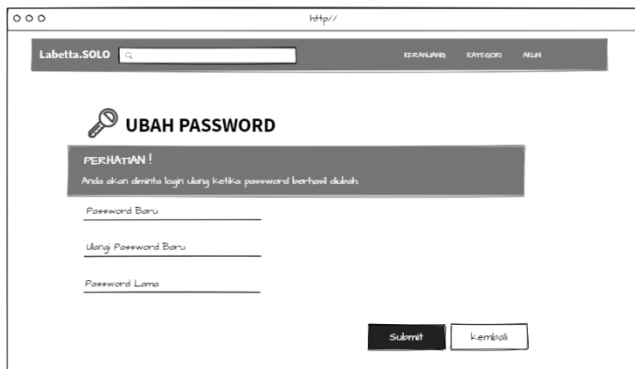 http//
Labetta.SOLO KERANJANG KATEGORI AKUN
UBAH PASSWORD
PERHATIAN !
Anda akan diminta login ulang ketika password berhasil diubah
Password Baru
Ulangi Password Baru
Password Lama
Submit kembali